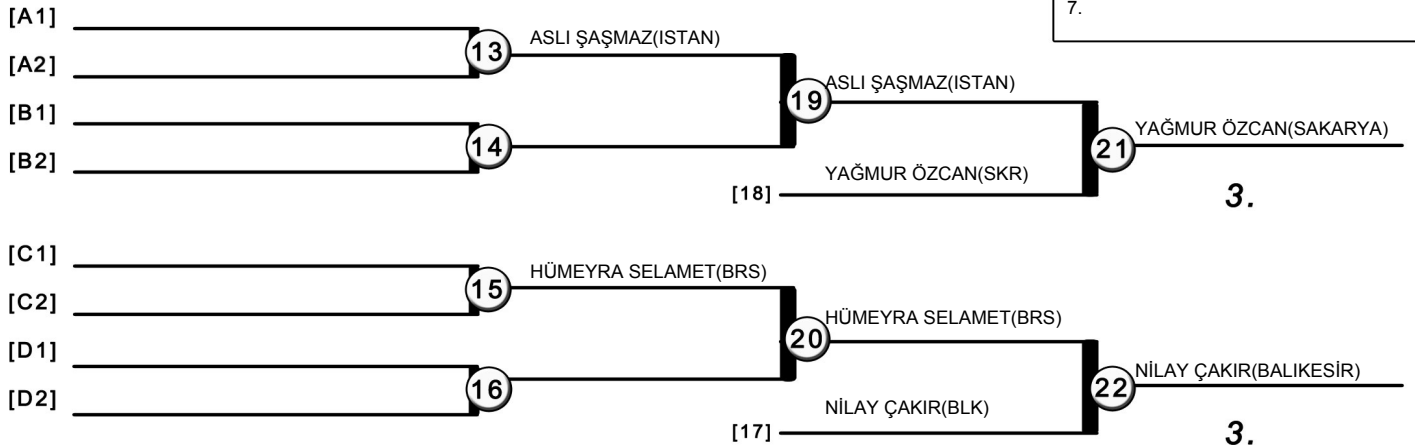 7.
[A1]
13
ASLI ŞAŞMAZ(ISTAN)
[A2]
19
ASLI ŞAŞMAZ(ISTAN)
[B1]
14
21
YAĞMUR ÖZCAN(SAKARYA)
[B2]
[18]
YAĞMUR ÖZCAN(SKR)
3.
[C1]
15
HÜMEYRA SELAMET(BRS)
[C2]
20
HÜMEYRA SELAMET(BRS)
[D1]
16
22
NİLAY ÇAKIR(BALIKESİR)
[D2]
NİLAY ÇAKIR(BLK)
[17]
3.